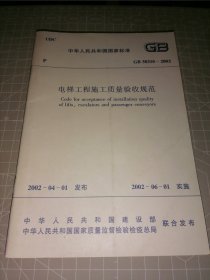 UDC
中华人民共和国国家标准
GB
P
GB 50310-2002
电梯工程施工质量验收规范
Code for acceptance of installation quality
of lifts, escalators and passenger conveyors
2002-04-01 发布
2002-06-01 实施
中华人民共和国建设部
中华人民共和国国家质量监督检验检疫总局
联合发布